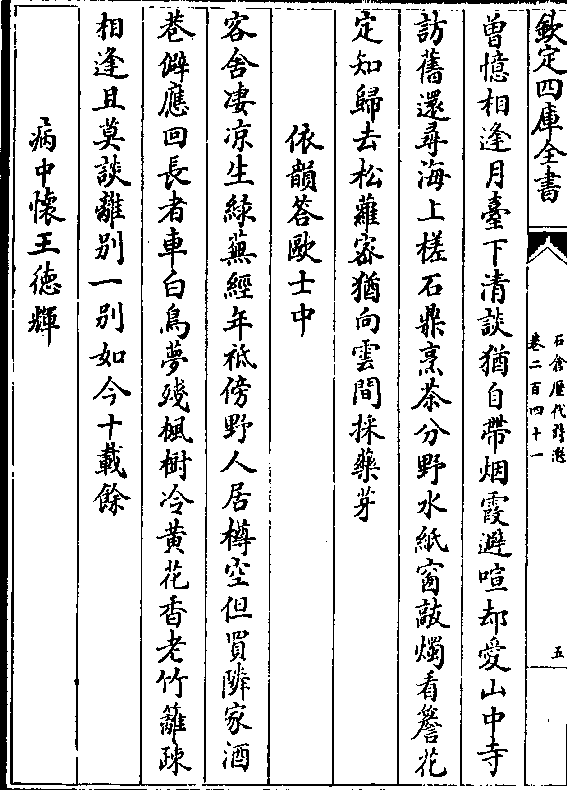 欽定四庫全書
石倉歷代詩選
卷二百四十一
五
曽憶相逢月臺下清談猶自帶烟霞避喧却愛山中寺
訪舊還尋海上槎石鼎烹茶分野水紙窗敲燭看簷花
定知歸去松蘿密猶向雲間採藥芽
依韻答歐士中
客舍凄凉生綠蕪經年祗傍野人居樽空但買隣家酒
巷僻應回長者車白鳥夢殘楓樹冷黄花香老竹籬疎
相逢且莫談離别一别如今十載餘
病中懷王德輝